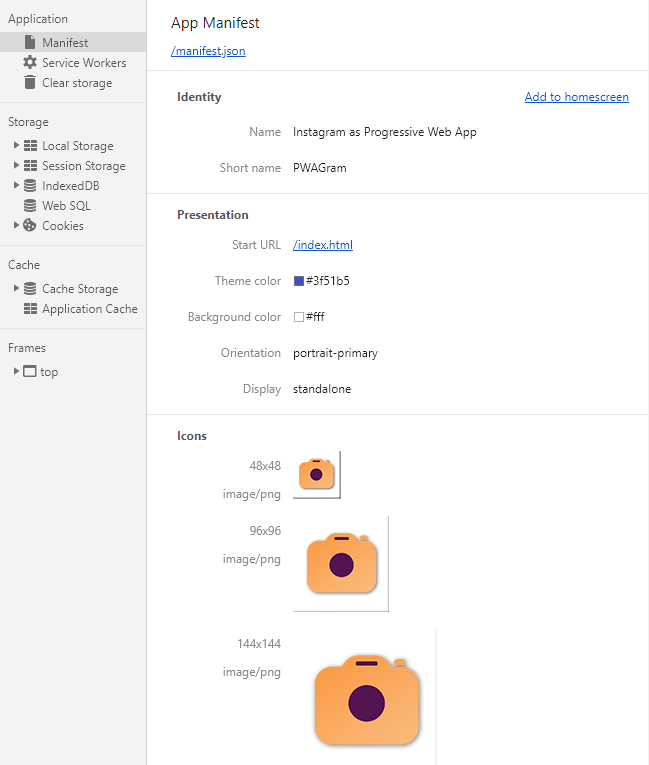 Application
Manifest
Service Workers
Clear storage
Storage
Local Storage
Session Storage
IndexedDB
Web SQL
Cookies
Cache
Cache Storage
Application Cache
Frames
top
App Manifest
/manifest.json
Identity
Add to homescreen
Name Instagram as Progressive Web App
Short name PWAGram
Presentation
Start URL /index.html
Theme color #3f51b5
Background color #fff
Orientation portrait-primary
Display standalone
Icons
48x48
image/png
96x96
image/png
144x144
image/png